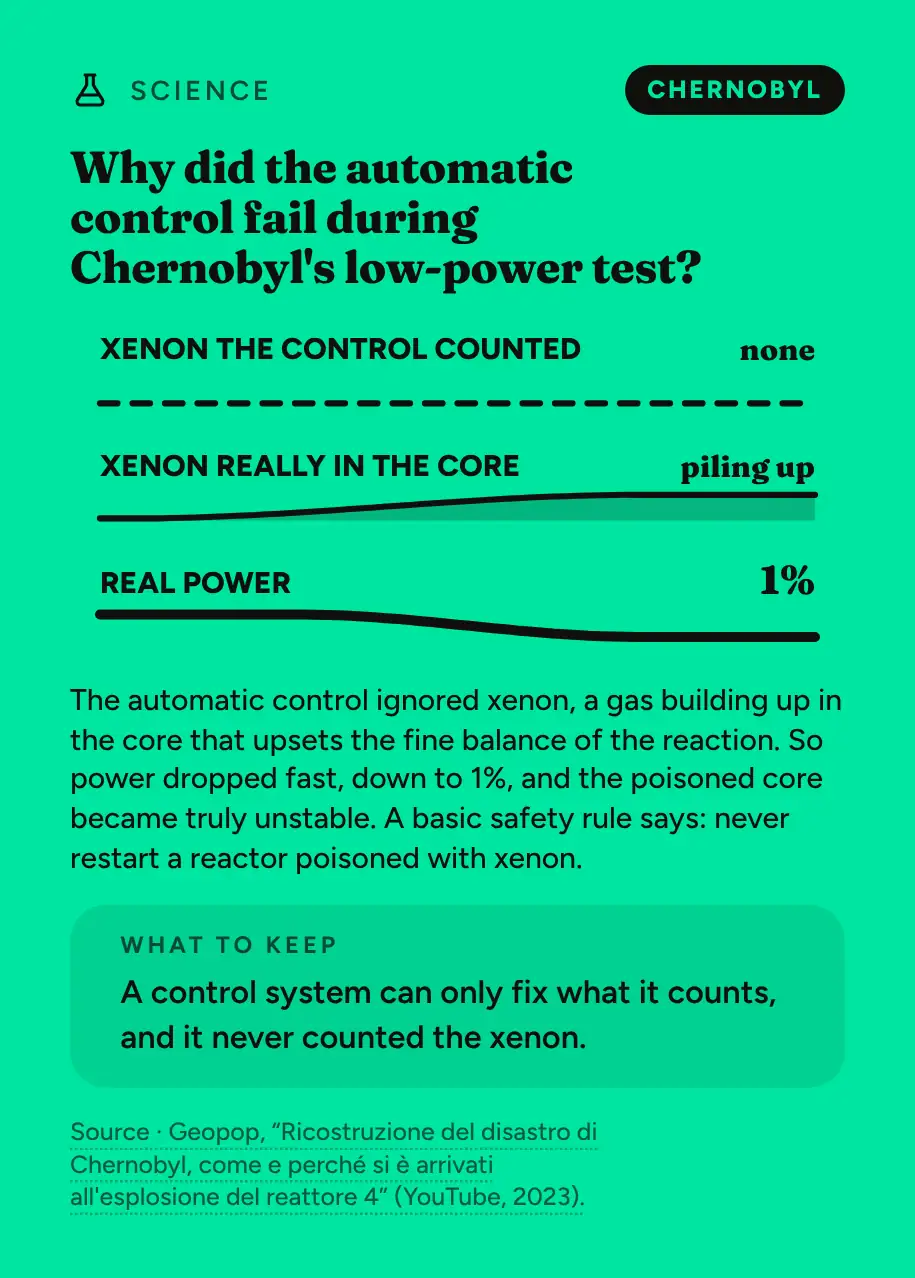 SCIENCE
CHERNOBYL
Why did the automatic
control fail during
Chernobyl's low-power test?
XENON THE CONTROL COUNTED
none
XENON REALLY IN THE CORE
piling up
REAL POWER
1%
The automatic control ignored xenon, a gas building up in
the core that upsets the fine balance of the reaction. So
power dropped fast, down to 1%, and the poisoned core
became truly unstable. A basic safety rule says: never
restart a reactor poisoned with xenon.
WHAT TO KEEP
A control system can only fix what it counts,
and it never counted the xenon.
Source · Geopop, “Ricostruzione del disastro di
Chernobyl, come e perché si è arrivati
all'esplosione del reattore 4” (YouTube, 2023).